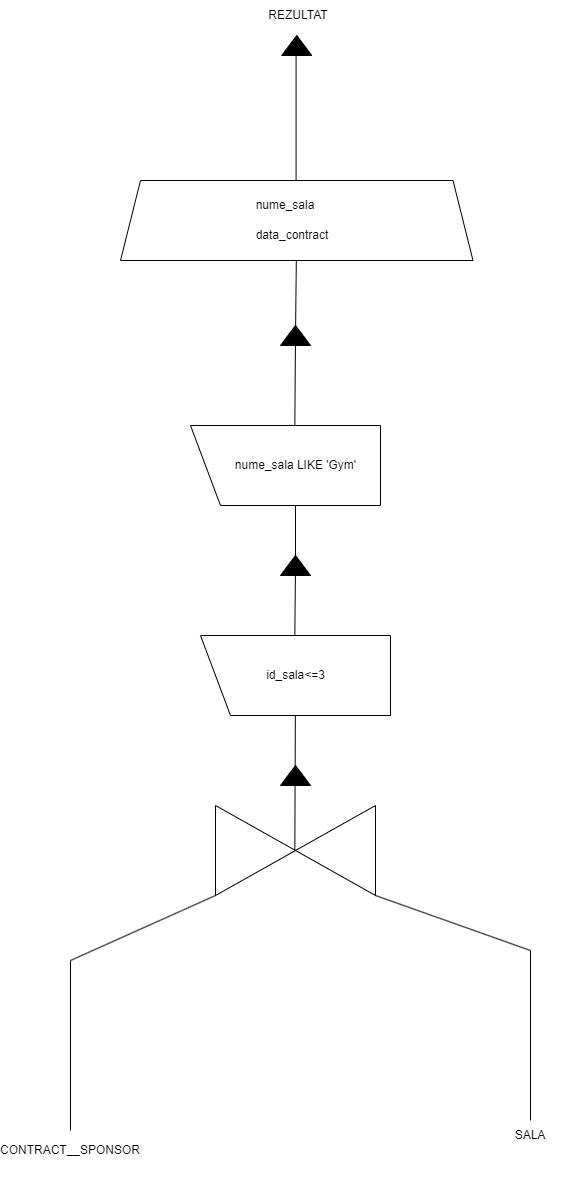 REZULTAT
nume_sala
data_contract
nume_sala LIKE 'Gym'
id_sala<=3
SALA
CONTRACT__SPONSOR